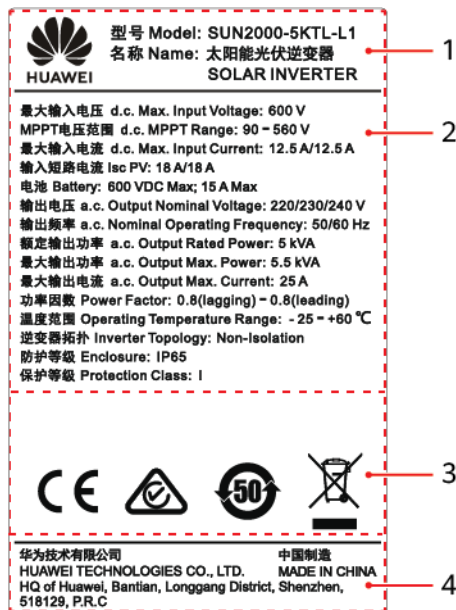 HUAWEI
型号 Model: SUN2000-5KTL-L1
名称 Name: 太阳能光伏逆变器
SOLAR INVERTER
1
最大输入电压 d.c. Max. Input Voltage: 600 V
MPPT电压范围 d.c. MPPT Range: 90 - 560 V
2
最大输入电流 d.c. Max. Input Current: 12.5 A/12.5 A
输入短路电流 Isc PV: 18 A/18 A
电池 Battery: 600 VDC Max; 15 A Max
输出电压 a.c. Output Nominal Voltage: 220/230/240 V
输出频率 a.c. Nominal Operating Frequency: 50/60 Hz
额定输出功率 a.c. Output Rated Power: 5 kVA
最大输出功率 a.c. Output Max. Power: 5.5 kVA
最大输出电流 a.c. Output Max. Current: 25 A
功率因数 Power Factor: 0.8(lagging) - 0.8(leading)
温度范围 Operating Temperature Range: - 25 - +60 ℃
逆变器拓扑 Inverter Topology: Non-Isolation
防护等级 Enclosure: IP65
保护等级 Protection Class: I
CE
50
3
华为技术有限公司 中国制造
HUAWEI TECHNOLOGIES CO., LTD. MADE IN CHINA
HQ of Huawei, Bantian, Longgang District, Shenzhen,
518129, P.R.C
4